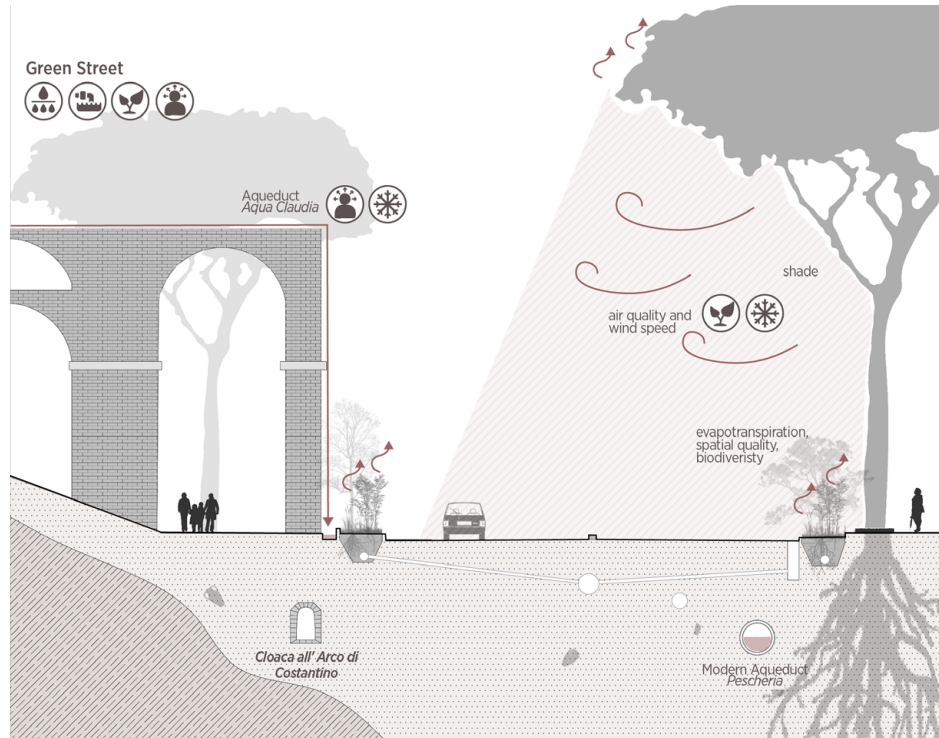 Green Street
Aqueduct
Aqua Claudia
shade
air quality and
wind speed
evapotranspiration,
spatial quality,
biodiveristy
Cloaca all' Arco di
Costantino
Modern Aqueduct
Pescheria